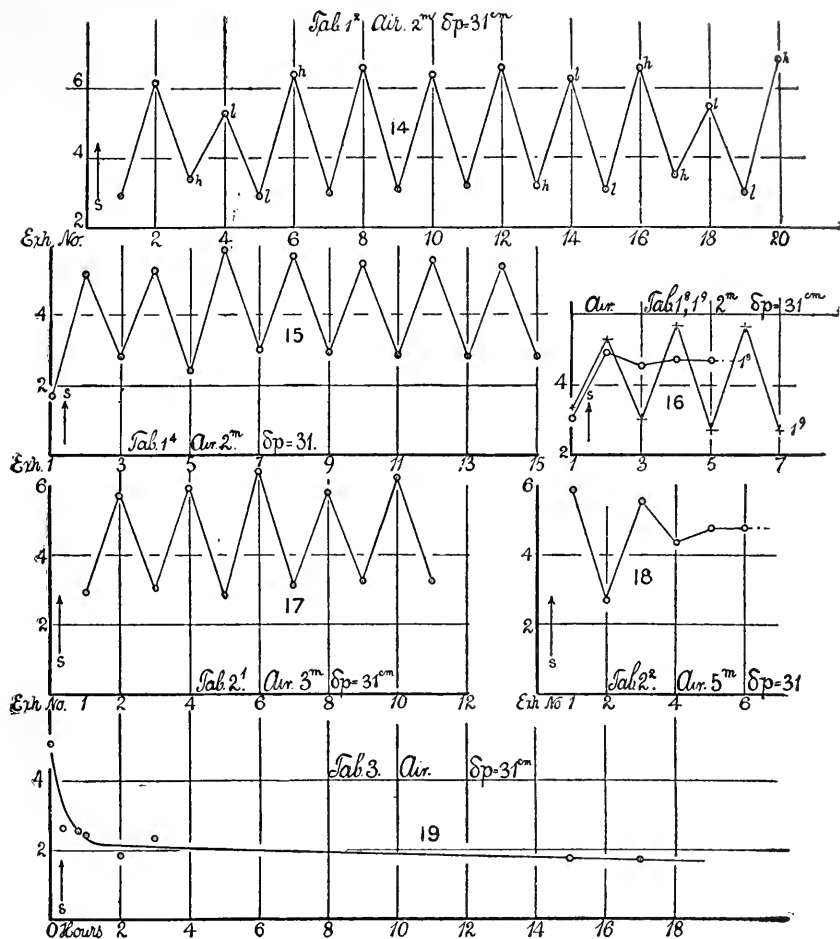 Tab 1² Air. 2ᵐ δp=31ᶜᵐ
6
4
2
S
14
h
l
l
h
h
l
l
h
h
l
l
h
Exh. No. 2 4 6 8 10 12 14 16 18 20
4
2
S
15
Tab. 1⁴ Air 2ᵐ. δp=31.
Exh. 1 3 5 7 9 11 13 15
Air. Tab 1⁸, 1⁹, 2ᵐ δp=31ᶜᵐ
4
2
S
16
1⁸
1⁹
1 3 5 7
6
4
2
S
17
Tab. 2¹. Air. 3ᵐ δp=31ᶜᵐ
Exh No. 1 2 4 6 8 10 12
6
4
2
S
18
Tab 2². Air 5ᵐ δp=31
Exh No 1 2 4 6
Tab. 3. Air. δp=31ᶜᵐ
4
2
S
19
0 Hours 2 4 6 8 10 12 14 16 18